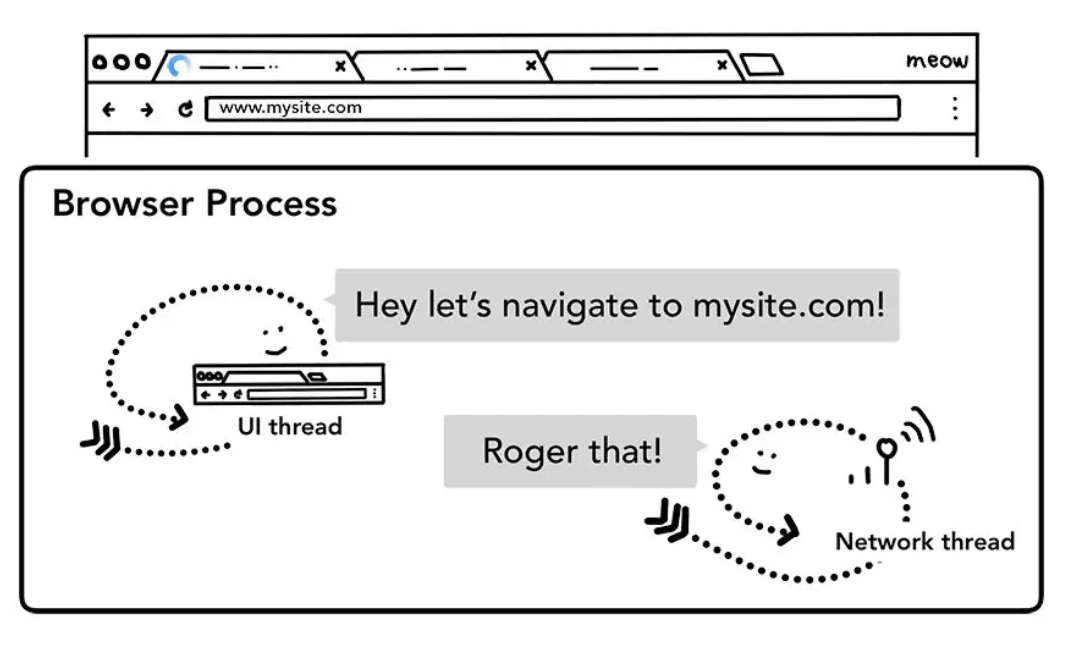 meow
www.mysite.com
Browser Process
Hey let's navigate to mysite.com!
UI thread
Roger that!
Network thread